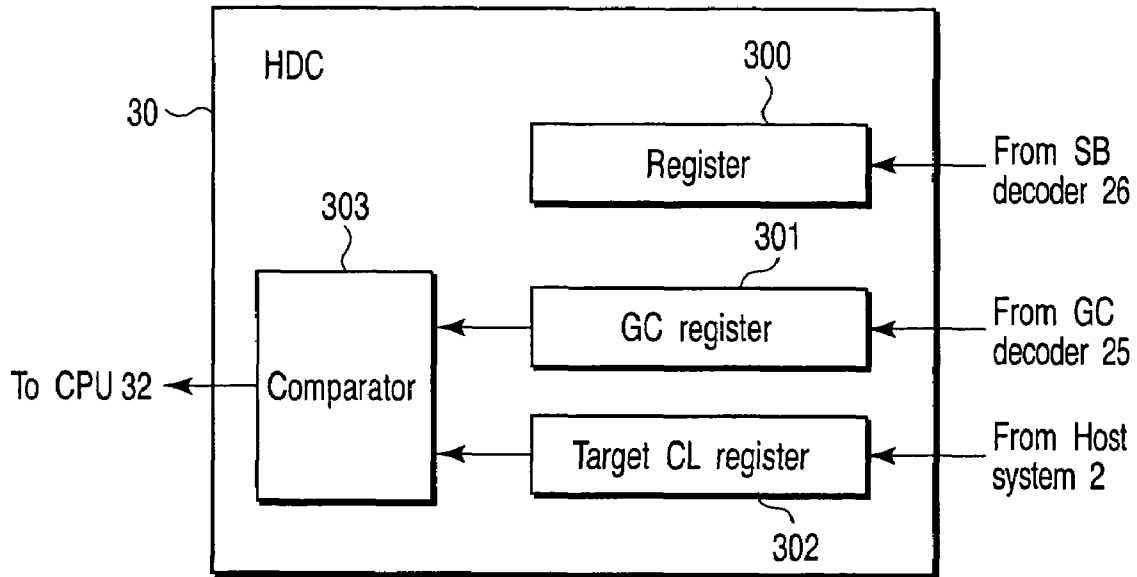 HDC
300
30
Register
From SB
decoder 26
303
301
GC register
From GC
decoder 25
To CPU 32
Comparator
Target CL register
From Host
system 2
302